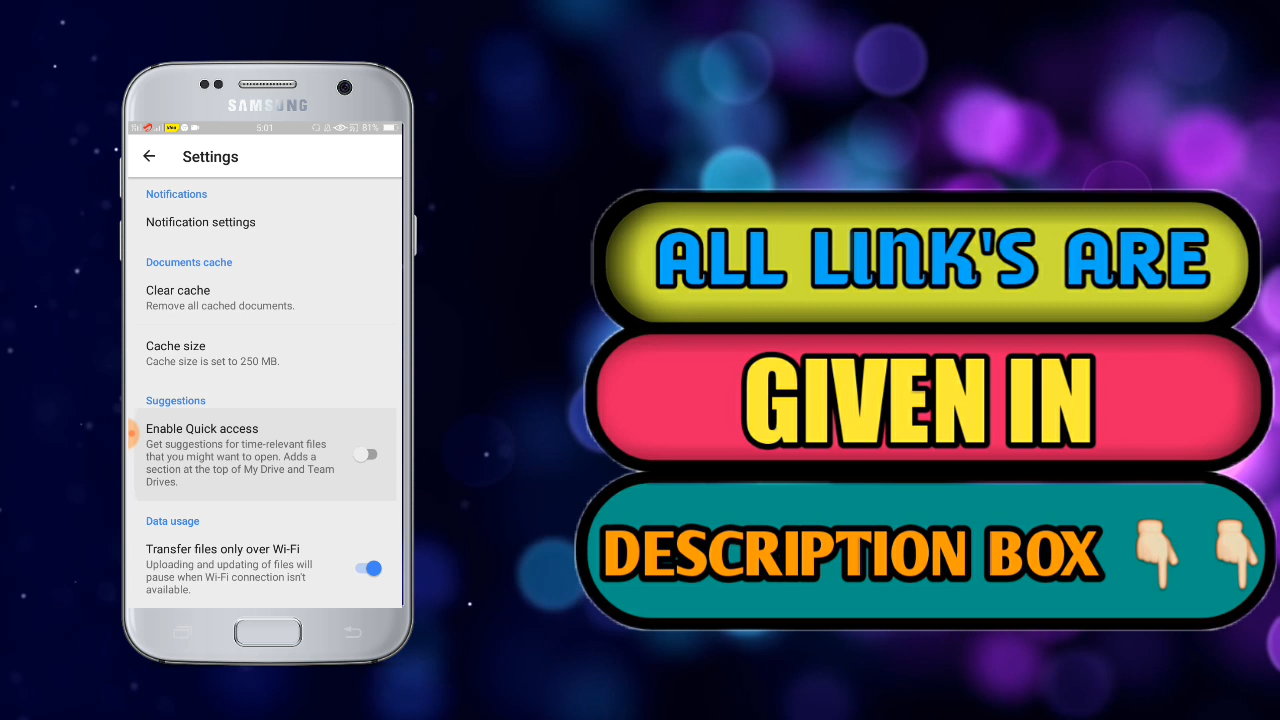 SAMSUNG
5:01
81%
Settings
Notifications
Notification settings
Documents cache
Clear cache
Remove all cached documents.
Cache size
Cache size is set to 250 MB.
Suggestions
Enable Quick access
Get suggestions for time-relevant files
that you might want to open. Adds a
section at the top of My Drive and Team
Drives.
Data usage
Transfer files only over Wi-Fi
Uploading and updating of files will
pause when Wi-Fi connection isn't
available.
ALL LINK'S ARE
GIVEN IN
DESCRIPTION BOX 👇🏻 👇🏻